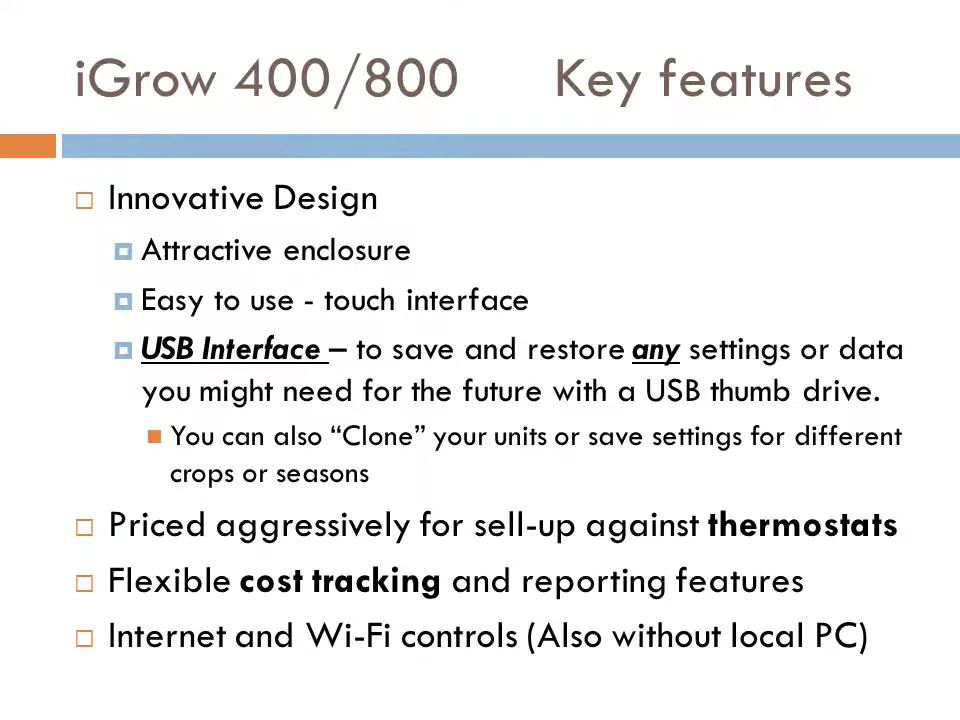 iGrow 400/800 Key features
Innovative Design
Attractive enclosure
Easy to use - touch interface
USB Interface – to save and restore any settings or data
you might need for the future with a USB thumb drive.
You can also “Clone” your units or save settings for different
crops or seasons
Priced aggressively for sell-up against thermostats
Flexible cost tracking and reporting features
Internet and Wi-Fi controls (Also without local PC)